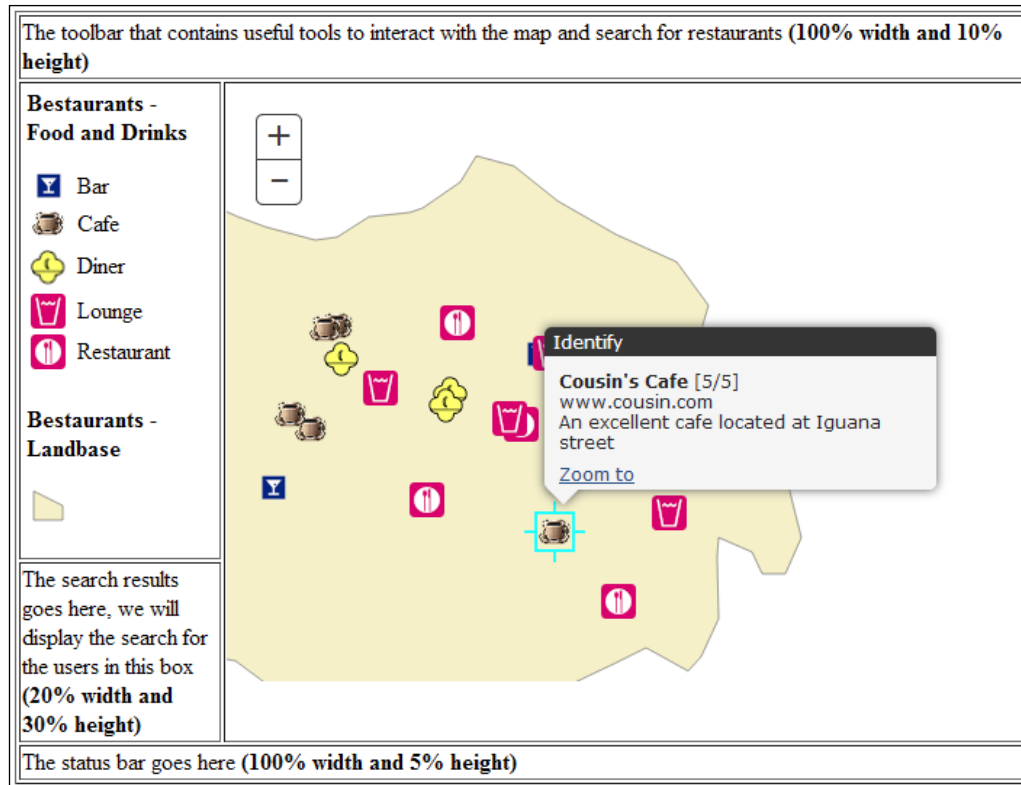 The toolbar that contains useful tools to interact with the map and search for restaurants (100% width and 10%
height)
Bestaurants -
Food and Drinks
Bar
Cafe
Diner
Lounge
Restaurant
Bestaurants -
Landbase
+
−
Identify
Cousin's Cafe [5/5]
www.cousin.com
An excellent cafe located at Iguana
street
Zoom to
The search results
goes here, we will
display the search for
the users in this box
(20% width and
30% height)
The status bar goes here (100% width and 5% height)